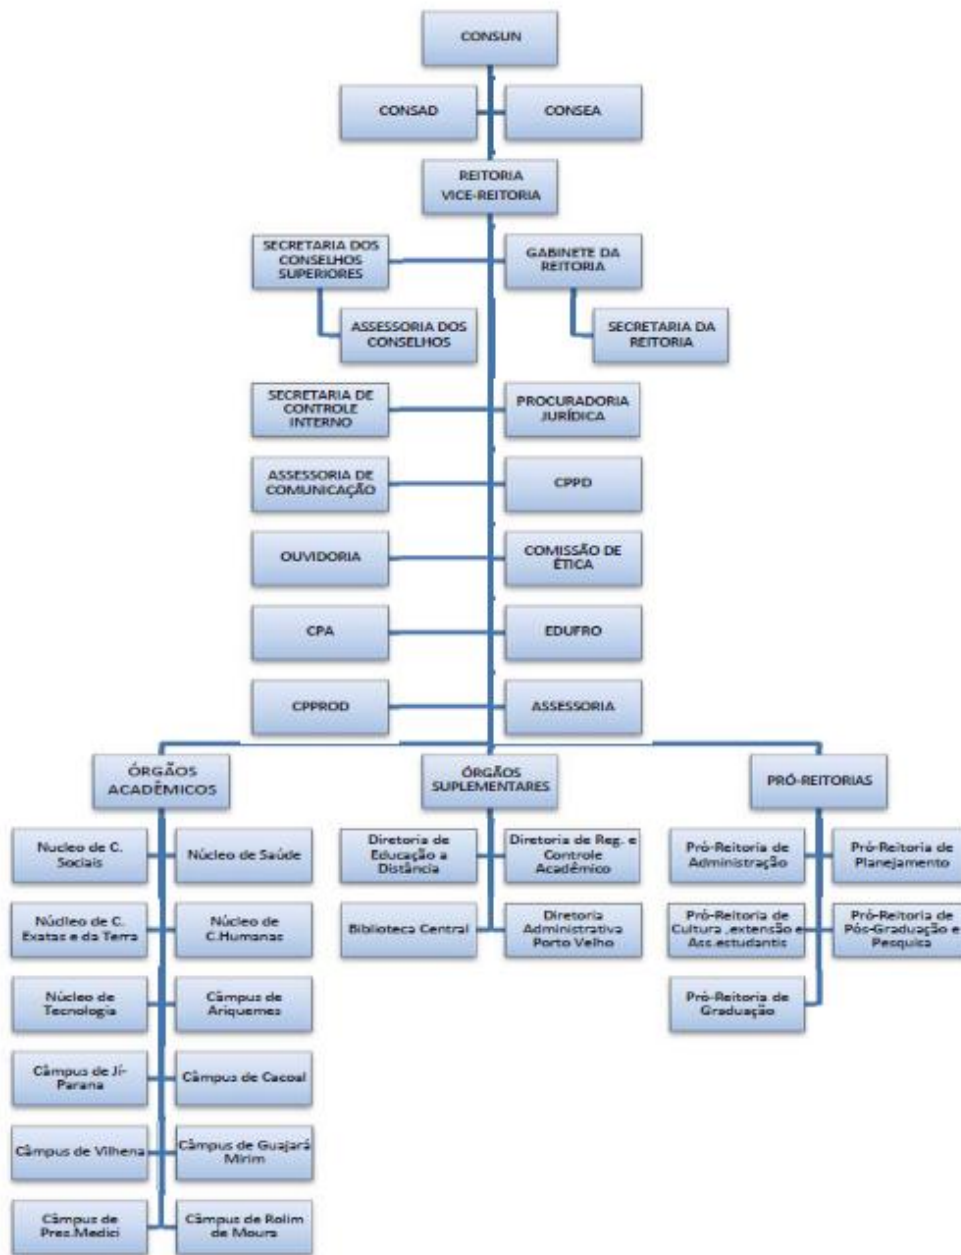 CONSUN
CONSAD
CONSEA
REITORIA
VICE-REITORIA
SECRETARIA DOS
CONSELHOS
SUPERIORES
GABINETE DA
REITORIA
ASSESSORIA DOS
CONSELHOS
SECRETARIA DA
REITORIA
SECRETARIA DE
CONTROLE
INTERNO
PROCURADORIA
JURÍDICA
ASSESSORIA DE
COMUNICAÇÃO
CPPD
OUVIDORIA
COMISSÃO DE
ÉTICA
CPA
EDUFRO
CPPROD
ASSESSORIA
ÓRGÃOS
ACADÊMICOS
ÓRGÃOS
SUPLEMENTARES
PRÓ-REITORIAS
Nucleo de C.
Sociais
Núcleo de Saúde
Diretoria de
Educação a
Distância
Diretoria de Reg. e
Controle
Acadêmico
Pró-Reitoria de
Administração
Pró-Reitoria de
Planejamento
Núcleo de C.
Exatas e da Terra
Núcleo de
C.Humanas
Biblioteca Central
Diretoria
Administrativa
Porto Velho
Pró-Reitoria de
Cultura ,extensão e
Ass.estudantis
Pró-Reitoria de
Pós-Graduação e
Pesquisa
Núcleo de
Tecnologia
Câmpus de
Ariquemes
Pró-Reitoria de
Graduação
Câmpus de Jí-
Parana
Câmpus de Cacoal
Câmpus de Vilhena
Câmpus de Guajará
Mirim
Câmpus de
Pres.Medici
Câmpus de Rolim
de Moura